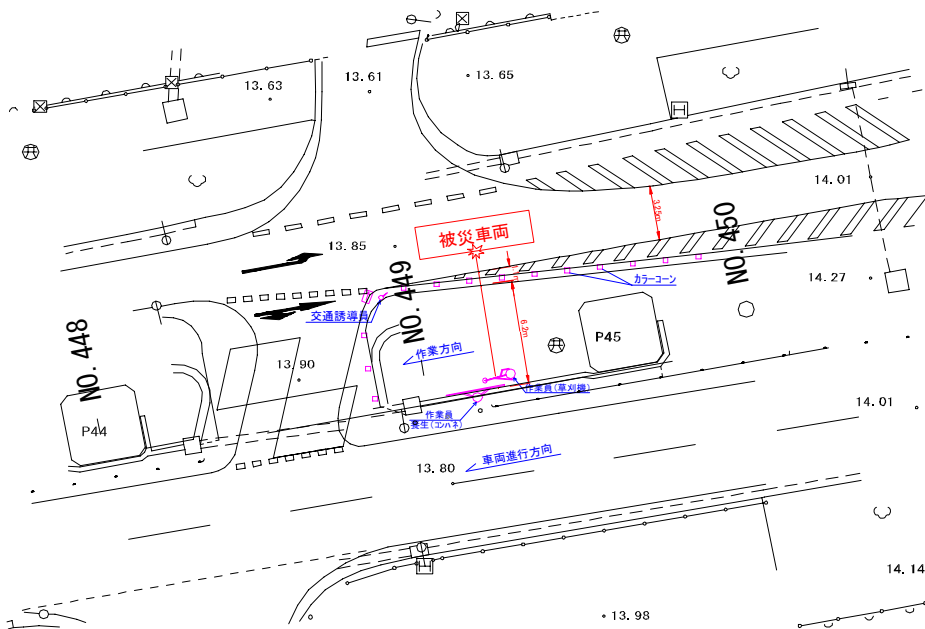 13.63
13.61
13.65
14.01
3.25m
13.85
被災車両
NO. 450
NO. 449
カラーコーン
14.27
交通誘導員
6.2m
P45
NO. 448
作業方向
13.90
作業員(草刈機)
作業員
養生(コンパネ)
14.01
P44
車両進行方向
13.80
14.14
13.98